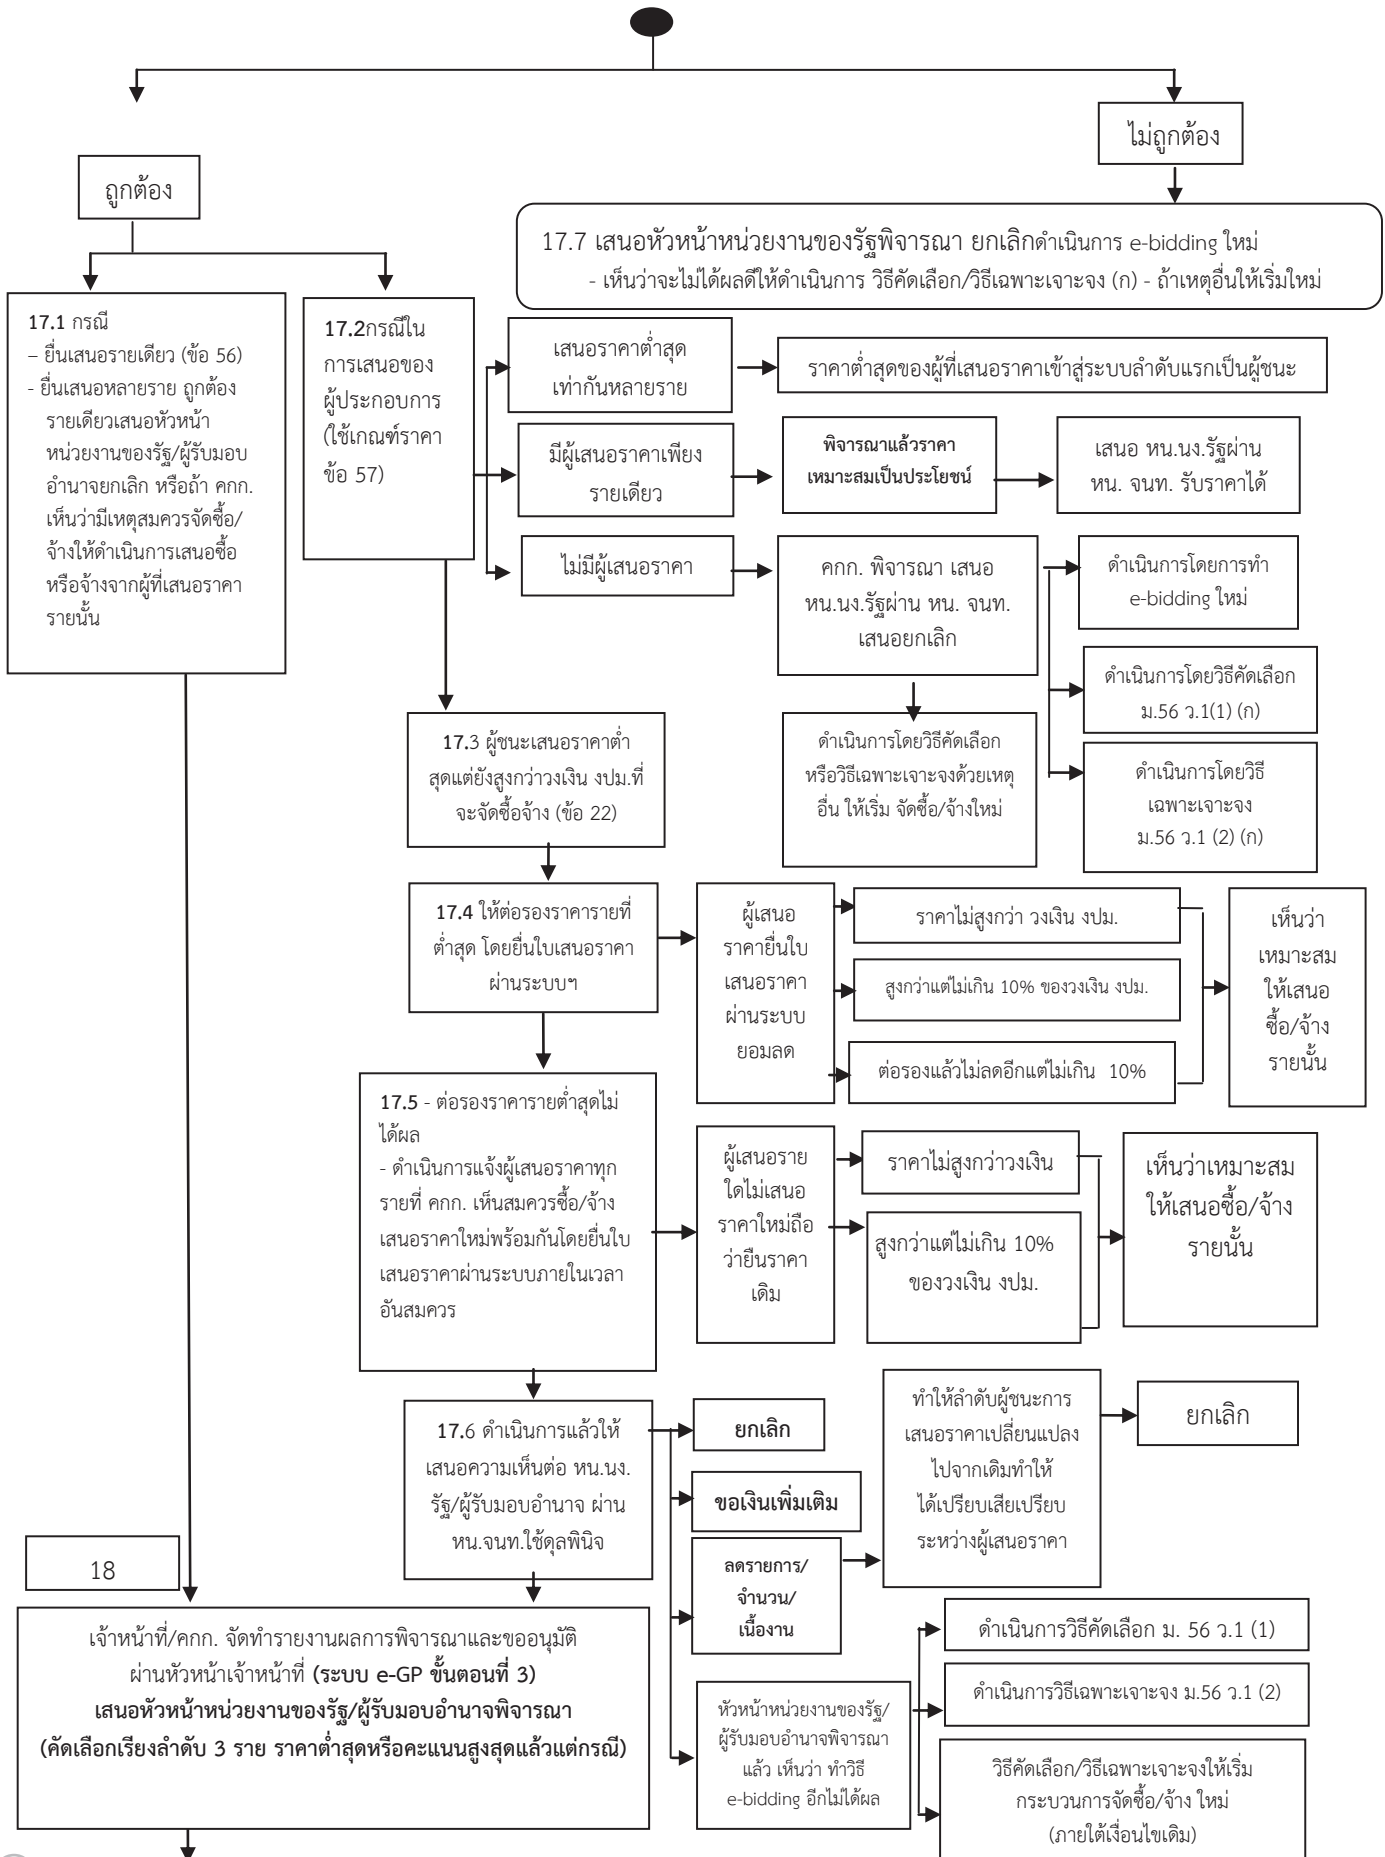 ไม่ถูกต้อง
ถูกต้อง
17.7 เสนอหัวหน้าหน่วยงานของรัฐพิจารณา ยกเลิกดำเนินการ e-bidding ใหม่
- เห็นว่าจะไม่ได้ผลดีให้ดำเนินการ วิธีคัดเลือก/วิธีเฉพาะเจาะจง (ก) - ถ้าเหตุอื่นให้เริ่มใหม่
17.1 กรณี
– ยื่นเสนอรายเดียว (ข้อ 56)
- ยื่นเสนอหลายราย ถูกต้อง
รายเดียวเสนอหัวหน้า
หน่วยงานของรัฐ/ผู้รับมอบ
อำนาจยกเลิก หรือถ้า คกก.
เห็นว่ามีเหตุสมควรจัดซื้อ/
จ้างให้ดำเนินการเสนอซื้อ
หรือจ้างจากผู้ที่เสนอราคา
รายนั้น
17.2กรณีใน
การเสนอของ
ผู้ประกอบการ
(ใช้เกณฑ์ราคา
ข้อ 57)
เสนอราคาต่ำสุด
เท่ากันหลายราย
ราคาต่ำสุดของผู้ที่เสนอราคาเข้าสู่ระบบลำดับแรกเป็นผู้ชนะ
มีผู้เสนอราคาเพียง
รายเดียว
พิจารณาแล้วราคา
เหมาะสมเป็นประโยชน์
เสนอ หน.นง.รัฐผ่าน
หน. จนท. รับราคาได้
ไม่มีผู้เสนอราคา
คกก. พิจารณา เสนอ
หน.นง.รัฐผ่าน หน. จนท.
เสนอยกเลิก
ดำเนินการโดยการทำ
e-bidding ใหม่
ดำเนินการโดยวิธีคัดเลือก
ม.56 ว.1(1) (ก)
ดำเนินการโดยวิธี
เฉพาะเจาะจง
ม.56 ว.1 (2) (ก)
ดำเนินการโดยวิธีคัดเลือก
หรือวิธีเฉพาะเจาะจงด้วยเหตุ
อื่น ให้เริ่ม จัดซื้อ/จ้างใหม่
17.3 ผู้ชนะเสนอราคาต่ำ
สุดแต่ยังสูงกว่าวงเงิน งปม.ที่
จะจัดซื้อจ้าง (ข้อ 22)
17.4 ให้ต่อรองราคารายที่
ต่ำสุด โดยยื่นใบเสนอราคา
ผ่านระบบฯ
ผู้เสนอ
ราคายื่นใบ
เสนอราคา
ผ่านระบบ
ยอมลด
ราคาไม่สูงกว่า วงเงิน งปม.
สูงกว่าแต่ไม่เกิน 10% ของวงเงิน งปม.
ต่อรองแล้วไม่ลดอีกแต่ไม่เกิน 10%
เห็นว่า
เหมาะสม
ให้เสนอ
ซื้อ/จ้าง
รายนั้น
17.5 - ต่อรองราคารายต่ำสุดไม่
ได้ผล
- ดำเนินการแจ้งผู้เสนอราคาทุก
รายที่ คกก. เห็นสมควรซื้อ/จ้าง
เสนอราคาใหม่พร้อมกันโดยยื่นใบ
เสนอราคาผ่านระบบภายในเวลา
อันสมควร
ผู้เสนอราย
ใดไม่เสนอ
ราคาใหม่ถือ
ว่ายืนราคา
เดิม
ราคาไม่สูงกว่าวงเงิน
สูงกว่าแต่ไม่เกิน 10%
ของวงเงิน งปม.
เห็นว่าเหมาะสม
ให้เสนอซื้อ/จ้าง
รายนั้น
17.6 ดำเนินการแล้วให้
เสนอความเห็นต่อ หน.นง.
รัฐ/ผู้รับมอบอำนาจ ผ่าน
หน.จนท.ใช้ดุลพินิจ
ยกเลิก
ขอเงินเพิ่มเติม
ลดรายการ/
จำนวน/
เนื้องาน
ทำให้ลำดับผู้ชนะการ
เสนอราคาเปลี่ยนแปลง
ไปจากเดิมทำให้
ได้เปรียบเสียเปรียบ
ระหว่างผู้เสนอราคา
ยกเลิก
หัวหน้าหน่วยงานของรัฐ/
ผู้รับมอบอำนาจพิจารณา
แล้ว เห็นว่า ทำวิธี
e-bidding อีกไม่ได้ผล
ดำเนินการวิธีคัดเลือก ม. 56 ว.1 (1)
ดำเนินการวิธีเฉพาะเจาะจง ม.56 ว.1 (2)
วิธีคัดเลือก/วิธีเฉพาะเจาะจงให้เริ่ม
กระบวนการจัดซื้อ/จ้าง ใหม่
(ภายใต้เงื่อนไขเดิม)
18
เจ้าหน้าที่/คกก. จัดทำรายงานผลการพิจารณาและขออนุมัติ
ผ่านหัวหน้าเจ้าหน้าที่ (ระบบ e-GP ขั้นตอนที่ 3)
เสนอหัวหน้าหน่วยงานของรัฐ/ผู้รับมอบอำนาจพิจารณา
(คัดเลือกเรียงลำดับ 3 ราย ราคาต่ำสุดหรือคะแนนสูงสุดแล้วแต่กรณี)